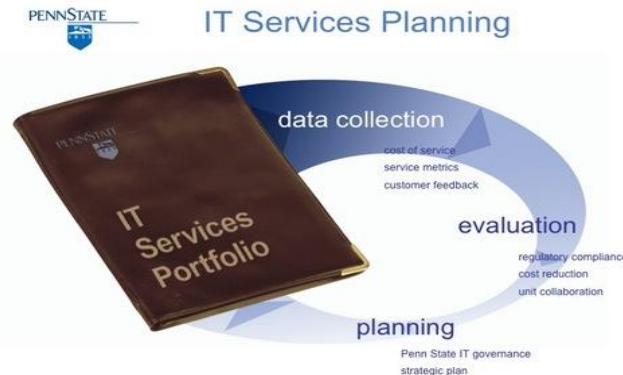 PENNSTATE
1855
IT Services Planning
data collection
cost of service
service metrics
customer feedback
PENNSTATE
IT
Services
Portfolio
evaluation
regulatory compliance
cost reduction
unit collaboration
planning
Penn State IT governance
strategic plan